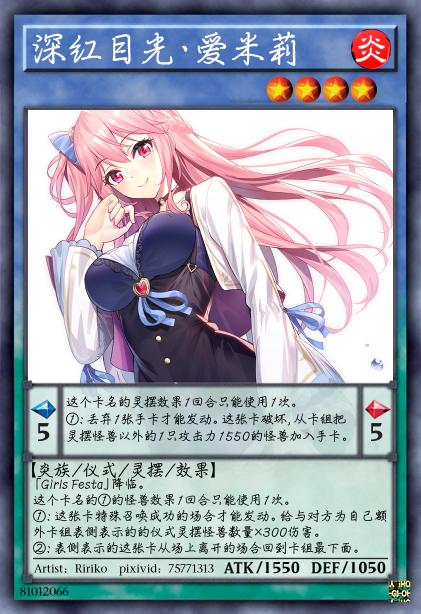 深红目光·爱米莉
炎
这个卡名的灵摆效果1回合只能使用1次。
①:丢弃1张手卡才能发动。这张卡破坏,从卡组把
灵摆怪兽以外的1只攻击力1550的怪兽加入手卡。
5
5
【炎族/仪式/灵摆/效果】
「Girls Festa」降临。
这个卡名的①的怪兽效果1回合只能使用1次。
①:这张卡特殊召唤成功的场合才能发动。给与对方为自己额
外卡组表侧表示的的仪式灵摆怪兽数量×300伤害。
②:表侧表示的这张卡从场上离开的场合回到卡组最下面。
Artist: Ririko pixivid: 75771313 ATK/1550 DEF/1050
81012066